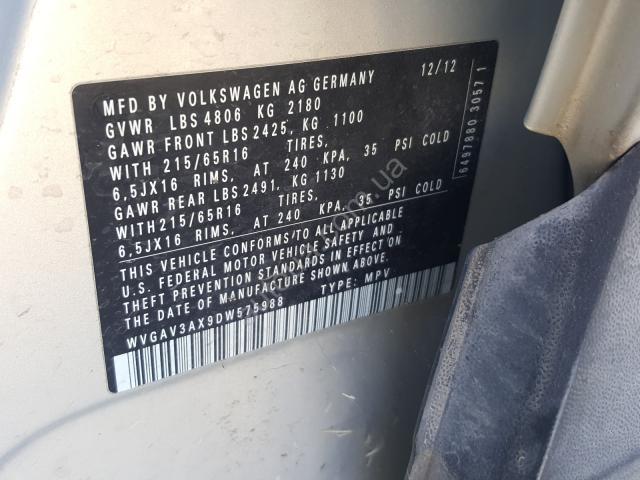 MFD BY VOLKSWAGEN AG GERMANY 12/12
GVWR LBS 4806 KG 2180
GAWR FRONT LBS 2425, KG 1100
WITH 215/65R16 TIRES,
6,5JX16 RIMS, AT 240 KPA, 35 PSI COLD
GAWR REAR LBS 2491, KG 1130
WITH 215/65R16 TIRES,
6,5JX16 RIMS, AT 240 KPA, 35 PSI COLD
THIS VEHICLE CONFORMS/TO ALL APPLICABLE
U.S. FEDERAL MOTOR VEHICLE SAFETY AND .
THEFT PREVENTION STANDARDS IN EFFECT ON
DATE OF MANUFACTURE SHOWN ABOVE.
WVGAV3AX9DW575988 TYPE: MPV
6497880 3057 1